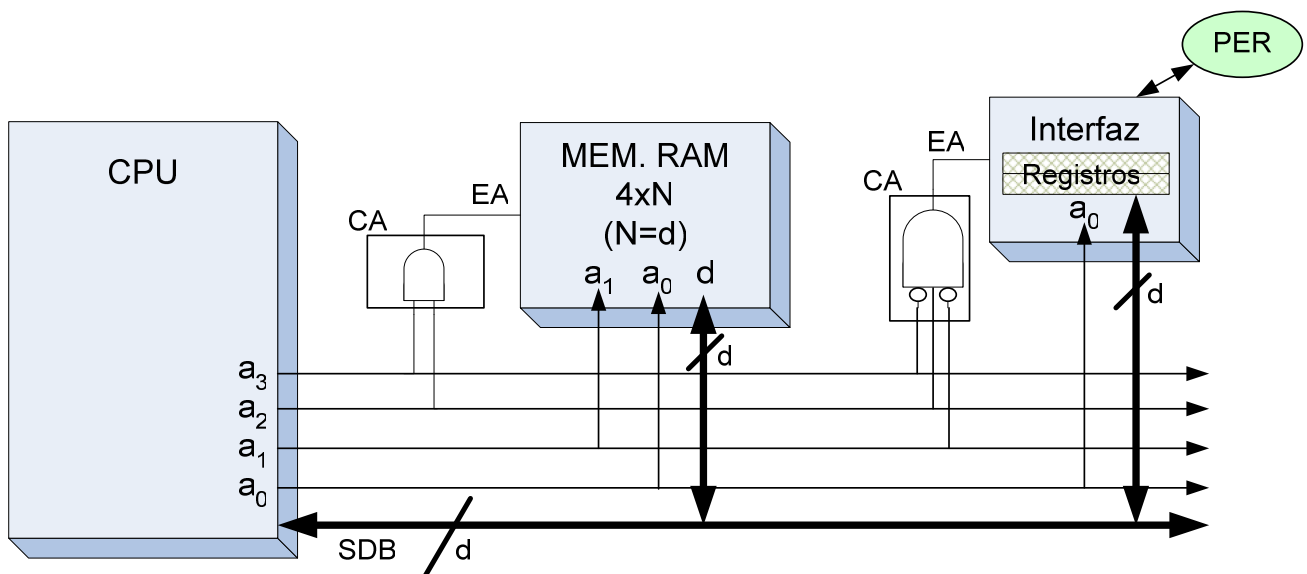 PER
CPU
MEM. RAM
4xN
(N=d)
a1 a0 d
EA
CA
d
Interfaz
Registros
a0
EA
CA
d
a3
a2
a1
a0
SDB d